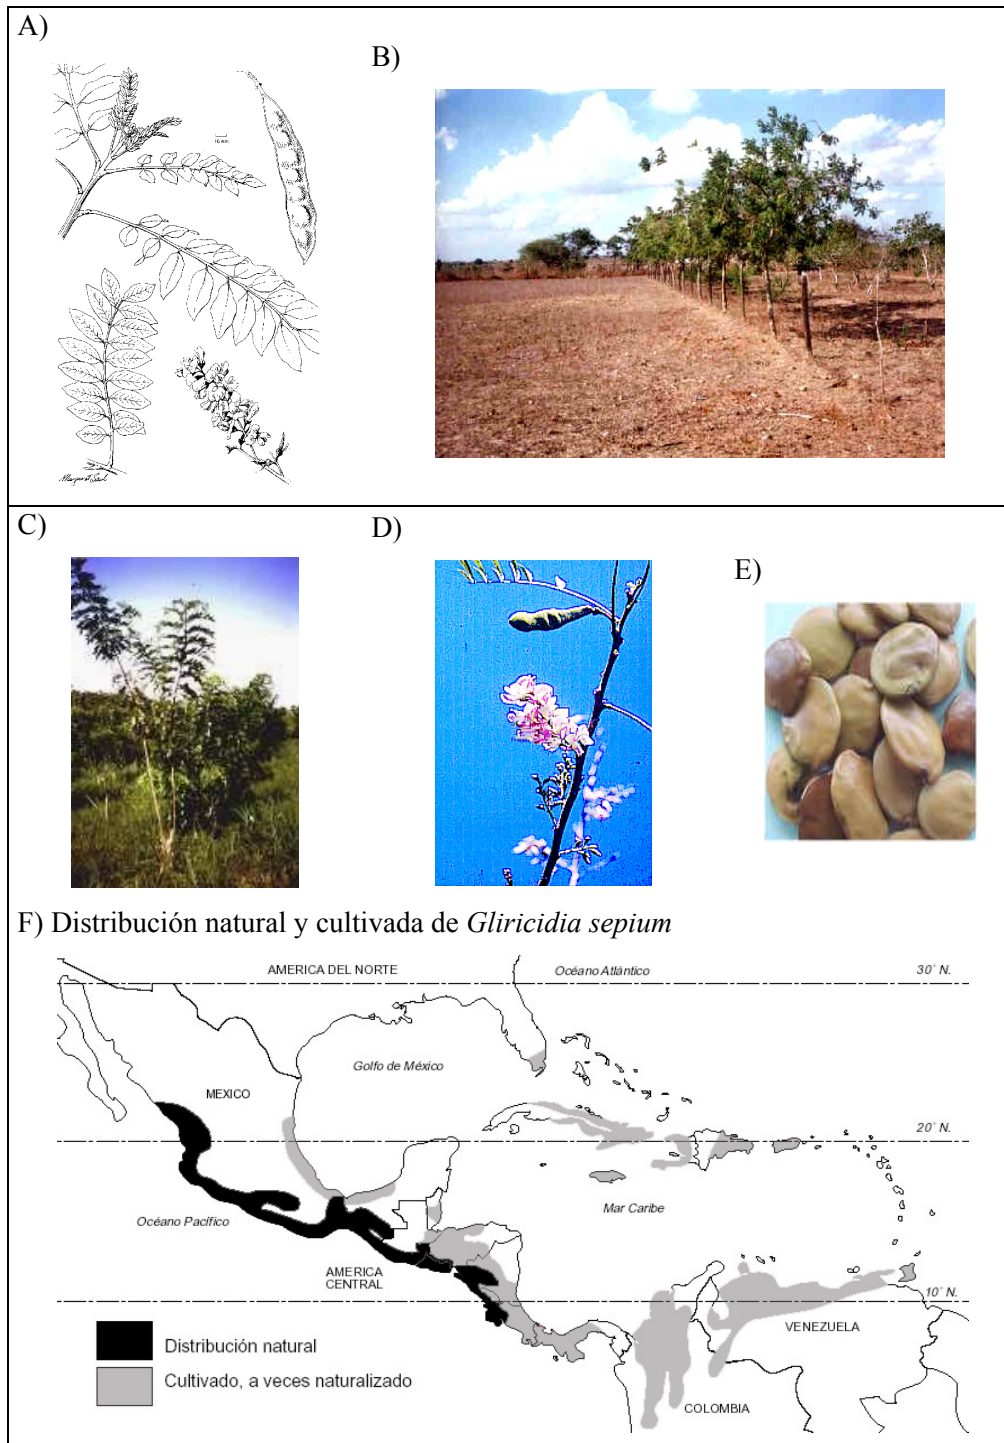 A)
B)
10 mm
C)
D)
E)
F) Distribución natural y cultivada de Gliricidia sepium
AMERICA DEL NORTE
Océano Atlántico
30° N.
Golfo de México
MEXICO
20° N.
Océano Pacífico
Mar Caribe
AMERICA
CENTRAL
10° N.
VENEZUELA
Distribución natural
Cultivado, a veces naturalizado
COLOMBIA